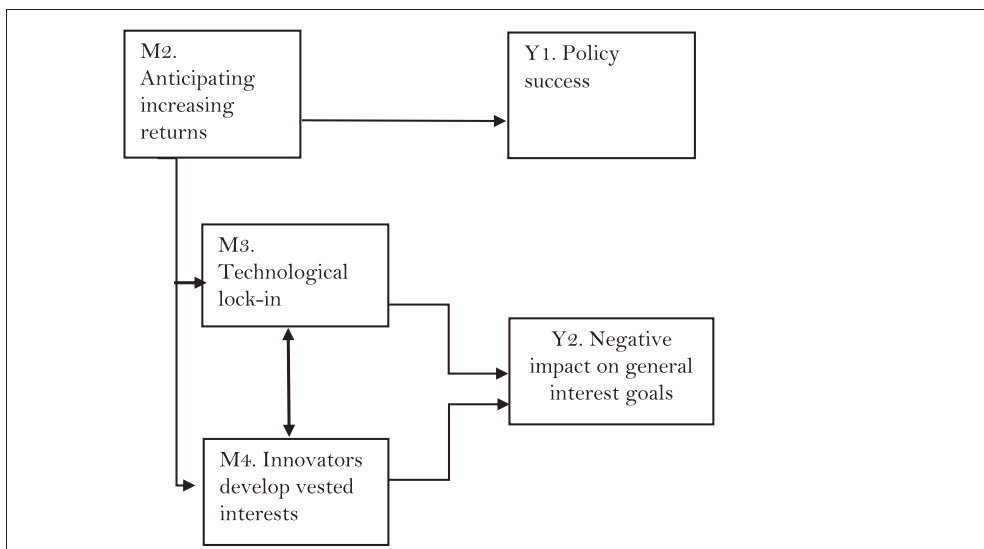 M2.
Anticipating
increasing
returns
Y1. Policy
success
M3.
Technological
lock-in
Y2. Negative
impact on general
interest goals
M4. Innovators
develop vested
interests